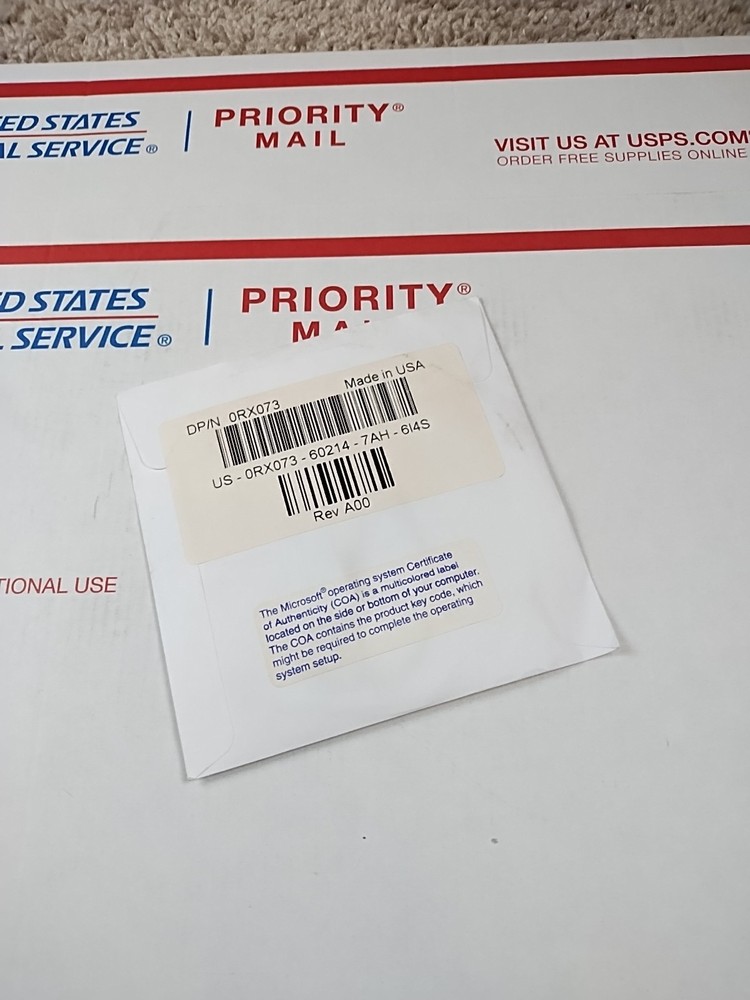 ED STATES
AL SERVICE®
PRIORITY®
MAIL
VISIT US AT USPS.COM
ORDER FREE SUPPLIES ONLINE
D STATES
SERVICE®
PRIORITY®
MA
DP/N 0RX073
Made in USA
US - 0RX073 - 60214 - 7AH - 6I4S
Rev A00
TIONAL USE
The Microsoft® operating system Certificate
of Authenticity (COA) is a multicolored label
located on the side or bottom of your computer.
The COA contains the product key code, which
might be required to complete the operating
system setup.